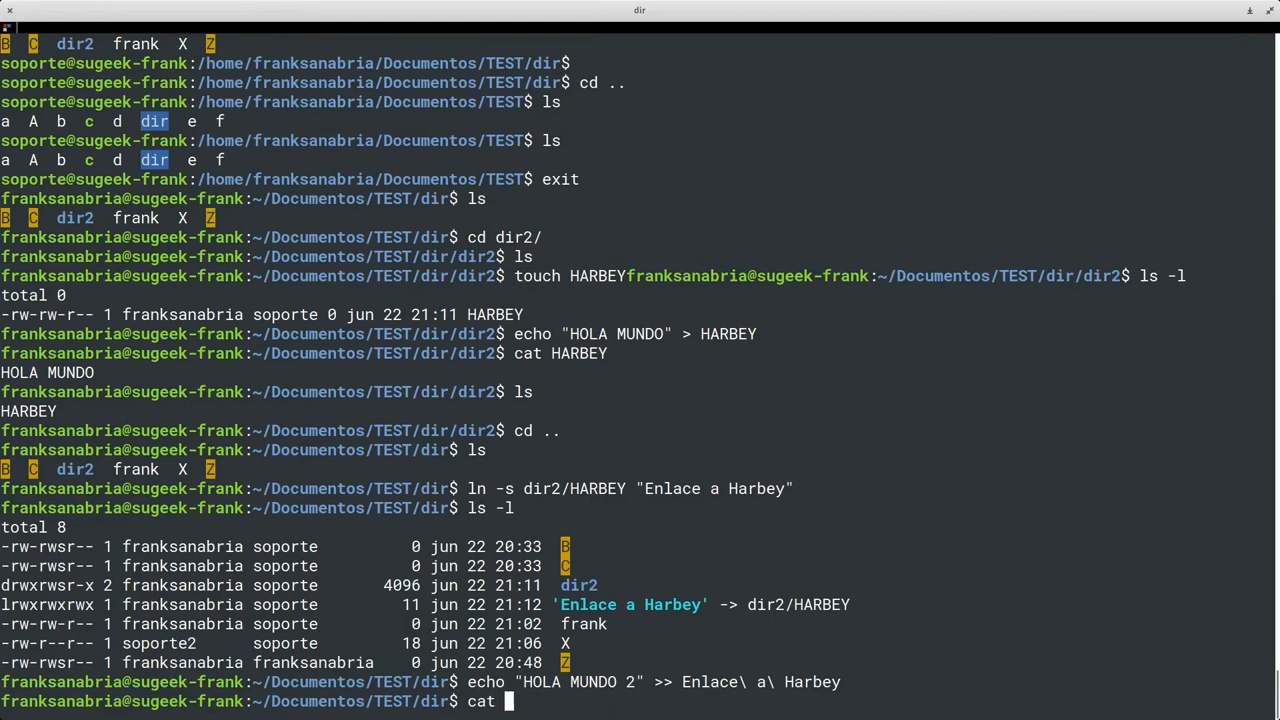 dir
B C dir2 frank X Z
soporte@sugeek-frank:/home/franksanabria/Documentos/TEST/dir$
soporte@sugeek-frank:/home/franksanabria/Documentos/TEST/dir$ cd ..
soporte@sugeek-frank:/home/franksanabria/Documentos/TEST$ ls
a A b c d dir e f
soporte@sugeek-frank:/home/franksanabria/Documentos/TEST$ ls
a A b c d dir e f
soporte@sugeek-frank:/home/franksanabria/Documentos/TEST$ exit
franksanabria@sugeek-frank:~/Documentos/TEST/dir$ ls
B C dir2 frank X Z
franksanabria@sugeek-frank:~/Documentos/TEST/dir$ cd dir2/
franksanabria@sugeek-frank:~/Documentos/TEST/dir/dir2$ ls
franksanabria@sugeek-frank:~/Documentos/TEST/dir/dir2$ touch HARBEYfranksanabria@sugeek-frank:~/Documentos/TEST/dir/dir2$ ls -l
total 0
-rw-rw-r-- 1 franksanabria soporte 0 jun 22 21:11 HARBEY
franksanabria@sugeek-frank:~/Documentos/TEST/dir/dir2$ echo "HOLA MUNDO" > HARBEY
franksanabria@sugeek-frank:~/Documentos/TEST/dir/dir2$ cat HARBEY
HOLA MUNDO
franksanabria@sugeek-frank:~/Documentos/TEST/dir/dir2$ ls
HARBEY
franksanabria@sugeek-frank:~/Documentos/TEST/dir/dir2$ cd ..
franksanabria@sugeek-frank:~/Documentos/TEST/dir$ ls
B C dir2 frank X Z
franksanabria@sugeek-frank:~/Documentos/TEST/dir$ ln -s dir2/HARBEY "Enlace a Harbey"
franksanabria@sugeek-frank:~/Documentos/TEST/dir$ ls -l
total 8
-rw-rwsr-- 1 franksanabria soporte 0 jun 22 20:33 B
-rw-rwsr-- 1 franksanabria soporte 0 jun 22 20:33 C
drwxrwsr-x 2 franksanabria soporte 4096 jun 22 21:11 dir2
lrwxrwxrwx 1 franksanabria soporte 11 jun 22 21:12 'Enlace a Harbey' -> dir2/HARBEY
-rw-rw-r-- 1 franksanabria soporte 0 jun 22 21:02 frank
-rw-r--r-- 1 soporte2 soporte 18 jun 22 21:06 X
-rw-rwsr-- 1 franksanabria franksanabria 0 jun 22 20:48 Z
franksanabria@sugeek-frank:~/Documentos/TEST/dir$ echo "HOLA MUNDO 2" >> Enlace\ a\ Harbey
franksanabria@sugeek-frank:~/Documentos/TEST/dir$ cat